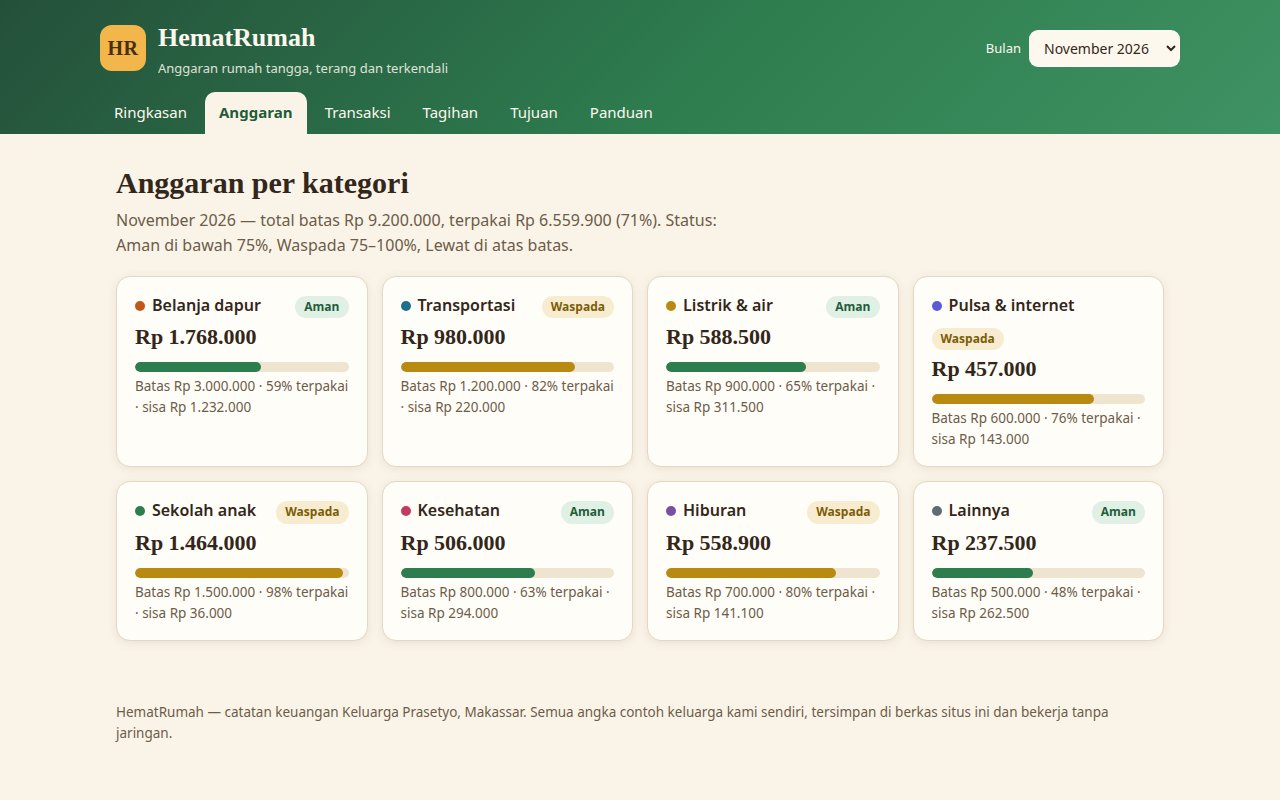 HR
HematRumah
Anggaran rumah tangga, terang dan terkendali
Bulan
November 2026
Ringkasan
Anggaran
Transaksi
Tagihan
Tujuan
Panduan
Anggaran per kategori
November 2026 — total batas Rp 9.200.000, terpakai Rp 6.559.900 (71%). Status:
Aman di bawah 75%, Waspada 75–100%, Lewat di atas batas.
Belanja dapur
Aman
Rp 1.768.000
Batas Rp 3.000.000 · 59% terpakai
· sisa Rp 1.232.000
Transportasi
Waspada
Rp 980.000
Batas Rp 1.200.000 · 82% terpakai
· sisa Rp 220.000
Listrik & air
Aman
Rp 588.500
Batas Rp 900.000 · 65% terpakai ·
sisa Rp 311.500
Pulsa & internet
Waspada
Rp 457.000
Batas Rp 600.000 · 76% terpakai ·
sisa Rp 143.000
Sekolah anak
Waspada
Rp 1.464.000
Batas Rp 1.500.000 · 98% terpakai
· sisa Rp 36.000
Kesehatan
Aman
Rp 506.000
Batas Rp 800.000 · 63% terpakai ·
sisa Rp 294.000
Hiburan
Waspada
Rp 558.900
Batas Rp 700.000 · 80% terpakai ·
sisa Rp 141.100
Lainnya
Aman
Rp 237.500
Batas Rp 500.000 · 48% terpakai ·
sisa Rp 262.500
HematRumah — catatan keuangan Keluarga Prasetyo, Makassar. Semua angka contoh keluarga kami sendiri, tersimpan di berkas situs ini dan bekerja tanpa
jaringan.